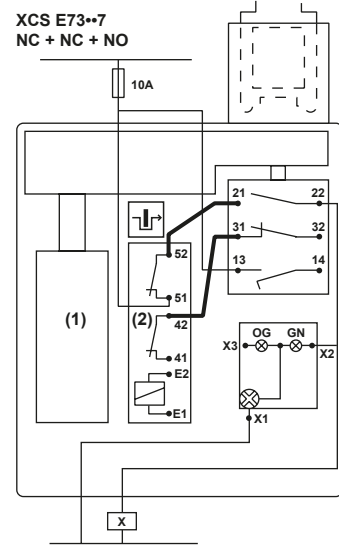 XCS E73••7
NC + NC + NO
10A
21 22
31 32
13 14
52
51
(1)
(2)
42
41
E2
E1
OG GN
X3
X2
X1
X